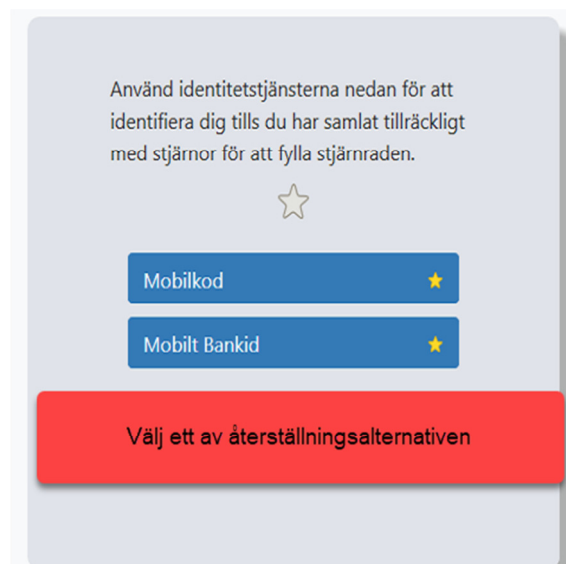 Använd identitetstjänsterna nedan för att
identifiera dig tills du har samlat tillräckligt
med stjärnor för att fylla stjärnraden.
Mobilkod
Mobilt Bankid
Välj ett av återställningsalternativen